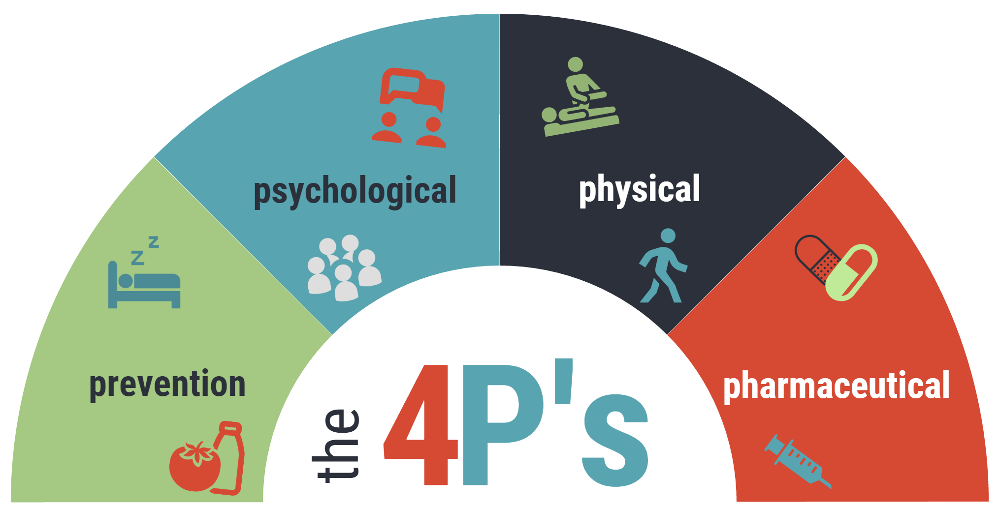 psychological
physical
prevention
pharmaceutical
z
Z
the 4P's